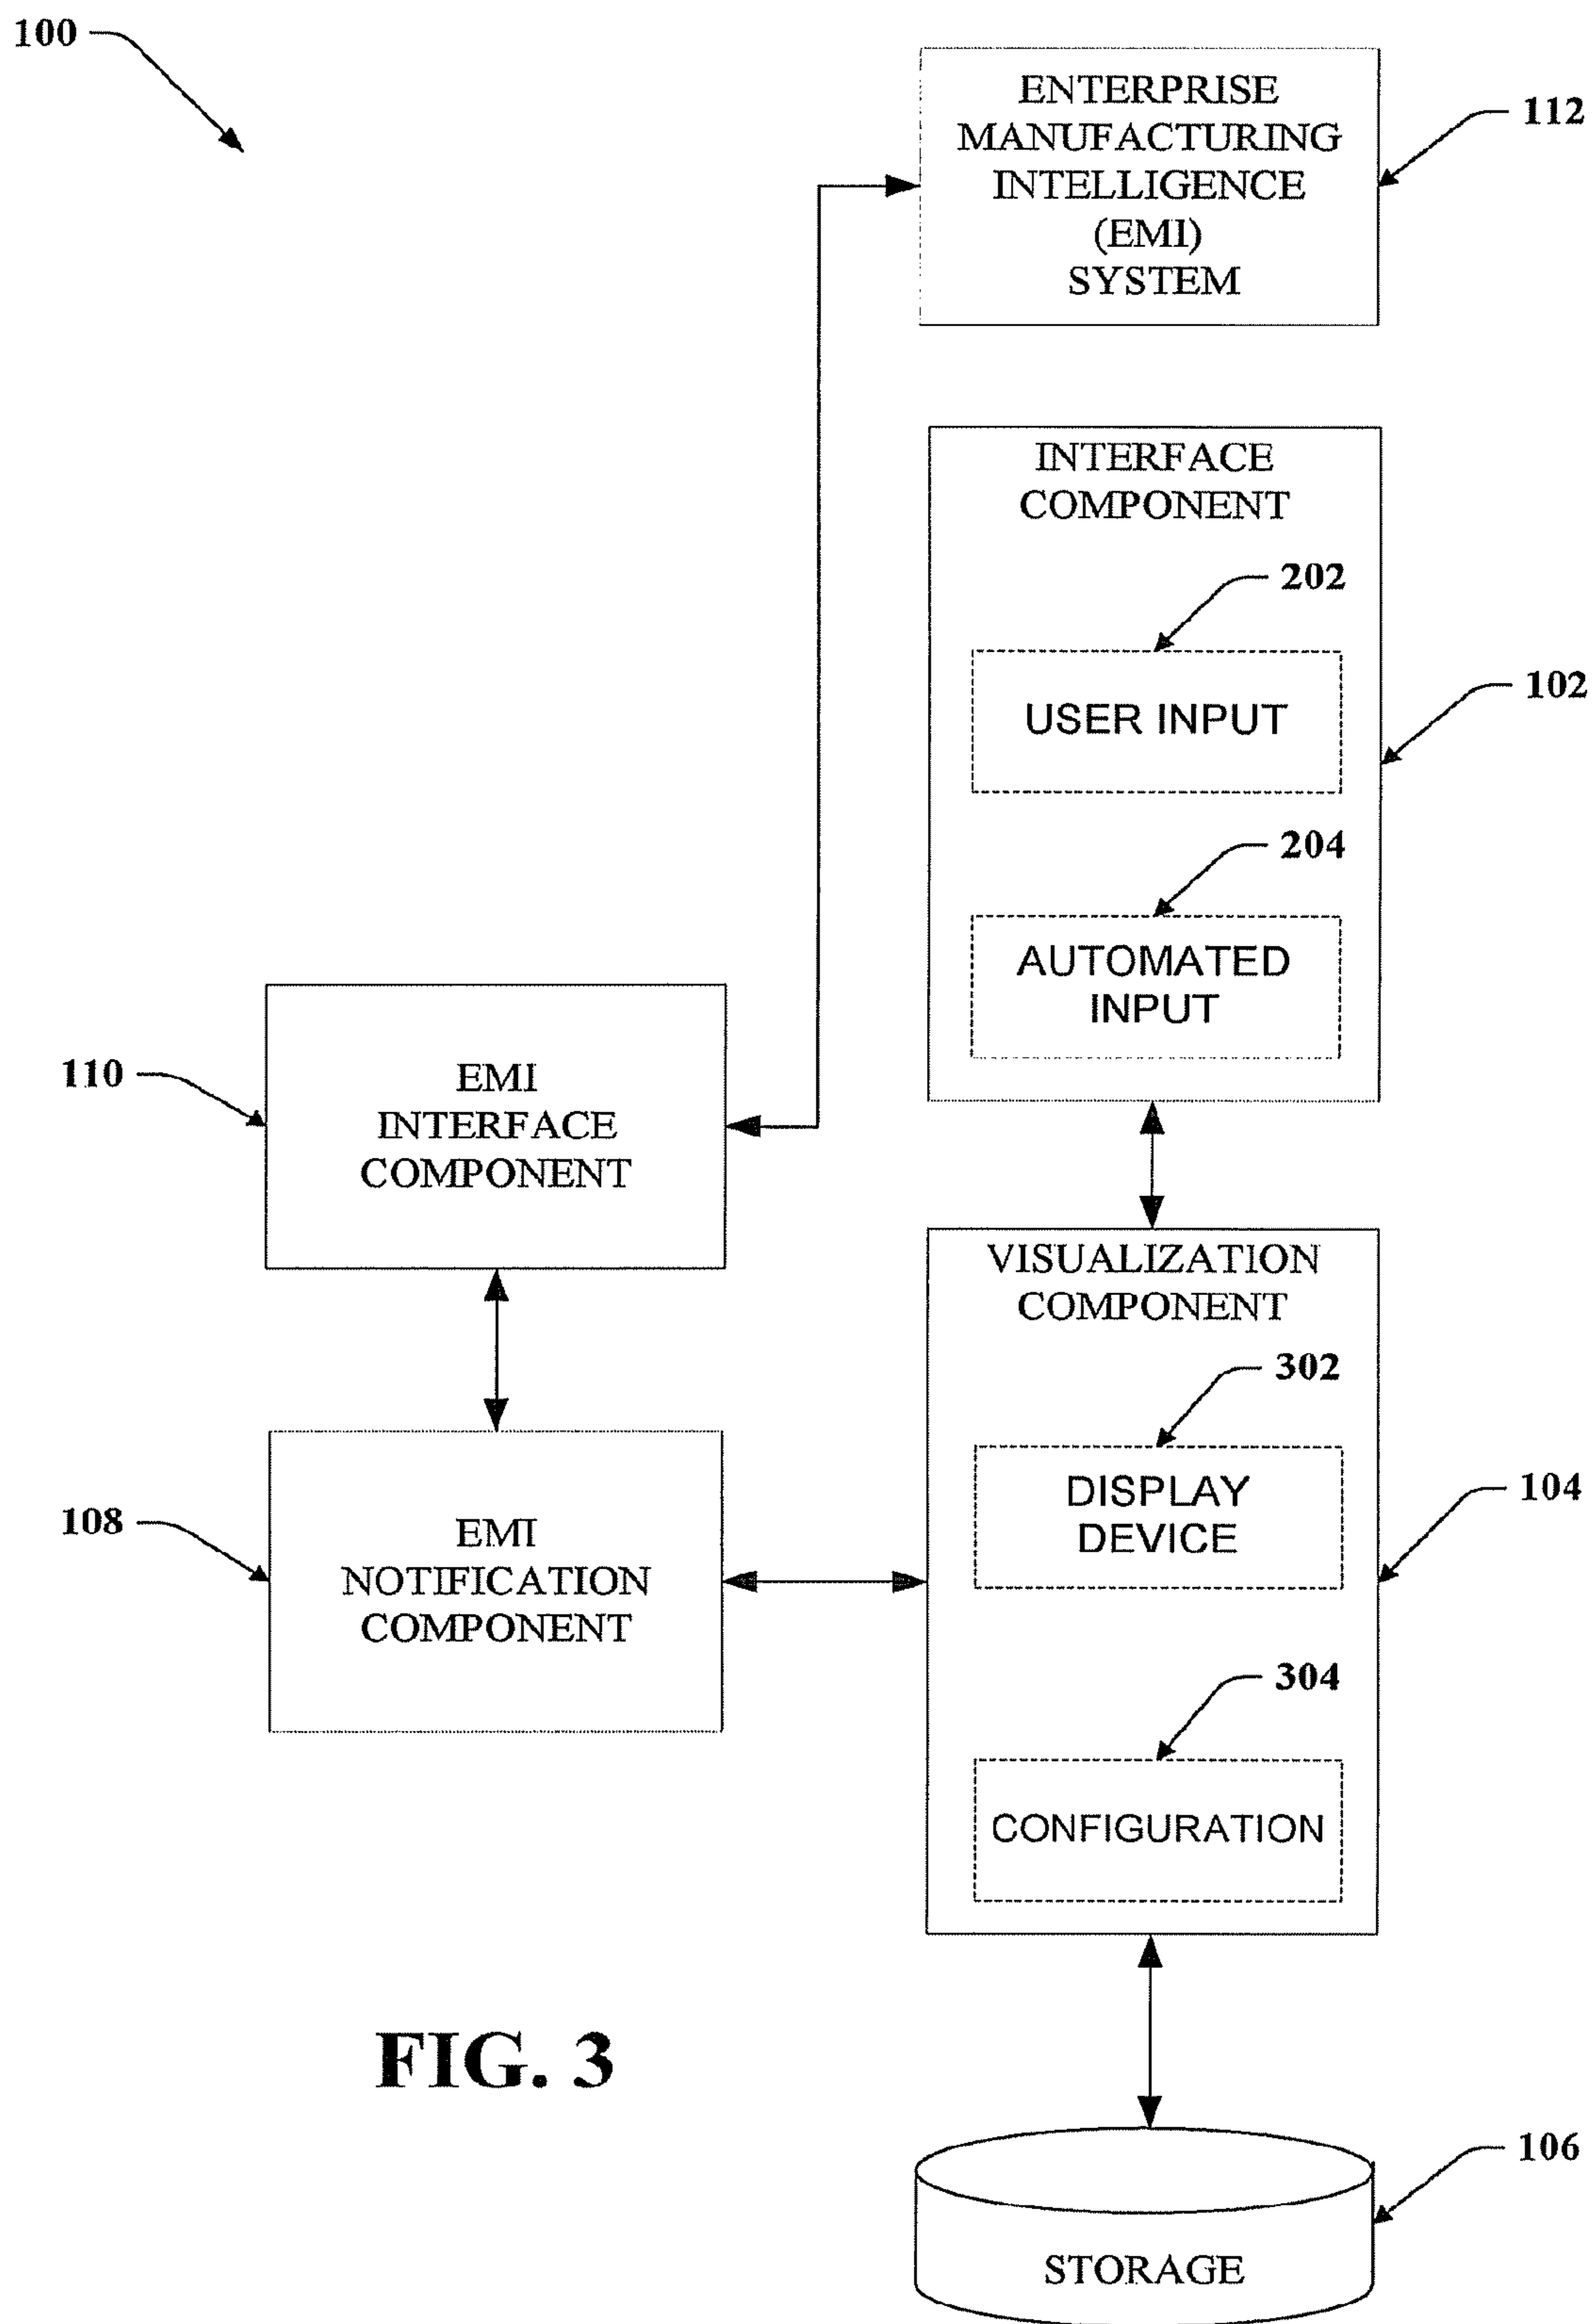 100
ENTERPRISE
MANUFACTURING
INTELLIGENCE
(EMI)
SYSTEM
112
INTERFACE
COMPONENT
202
USER INPUT
102
204
AUTOMATED
INPUT
110
EMI
INTERFACE
COMPONENT
VISUALIZATION
COMPONENT
302
DISPLAY
DEVICE
104
108
EMI
NOTIFICATION
COMPONENT
304
CONFIGURATION
FIG. 3
106
STORAGE